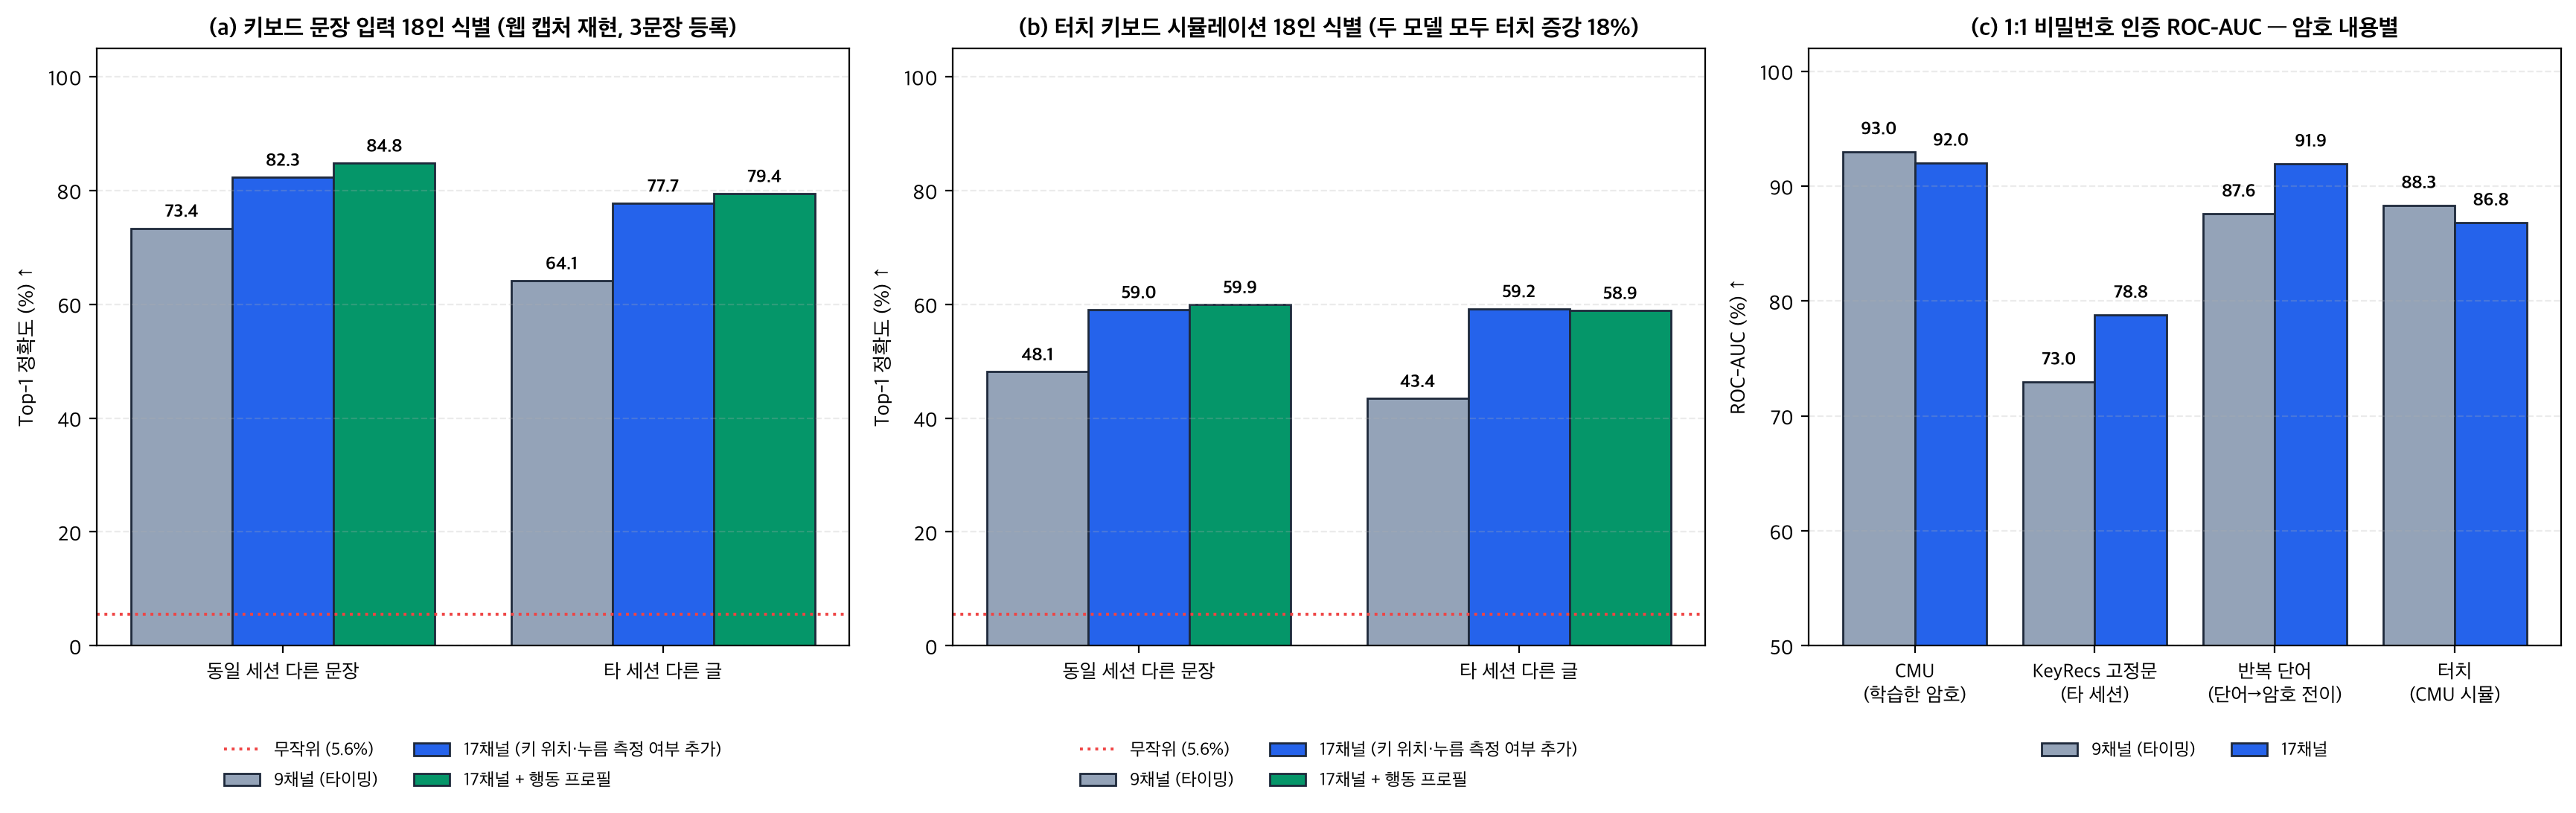 (a) 키보드 문장 입력 18인 식별 (웹 캡처 재현, 3문장 등록)
Top-1 정확도 (%) ↑
100
80
60
40
20
0
73.4
82.3
84.8
64.1
77.7
79.4
동일 세션 다른 문장
타 세션 다른 글
무작위 (5.6%)
9채널 (타이밍)
17채널 (키 위치·누름 측정 여부 추가)
17채널 + 행동 프로필
(b) 터치 키보드 시뮬레이션 18인 식별 (두 모델 모두 터치 증강 18%)
Top-1 정확도 (%) ↑
100
80
60
40
20
0
48.1
59.0
59.9
43.4
59.2
58.9
동일 세션 다른 문장
타 세션 다른 글
무작위 (5.6%)
9채널 (타이밍)
17채널 (키 위치·누름 측정 여부 추가)
17채널 + 행동 프로필
(c) 1:1 비밀번호 인증 ROC-AUC — 암호 내용별
ROC-AUC (%) ↑
100
90
80
70
60
50
93.0
92.0
73.0
78.8
87.6
91.9
88.3
86.8
CMU
(학습한 암호)
KeyRecs 고정문
(타 세션)
반복 단어
(단어→암호 전이)
터치
(CMU 시뮬)
9채널 (타이밍)
17채널